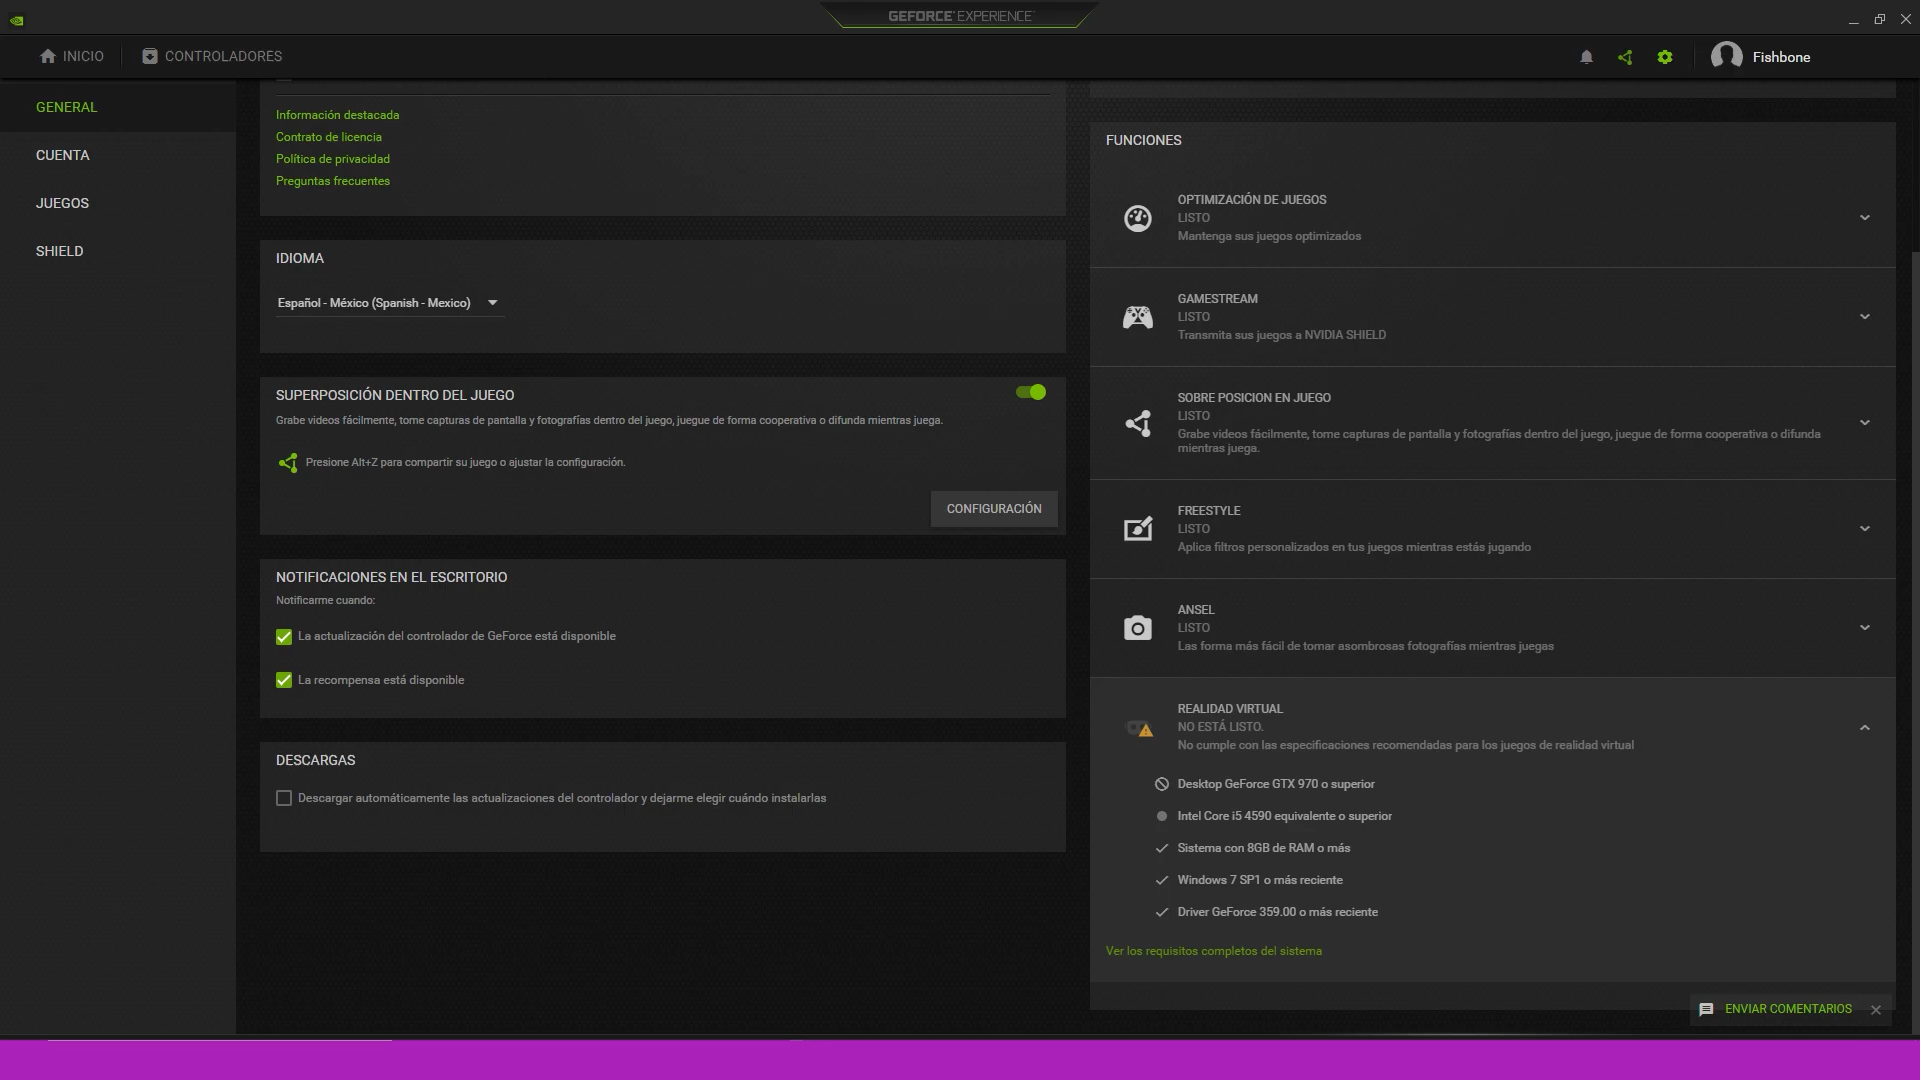 GEFORCE EXPERIENCE
INICIO
CONTROLADORES
Fishbone
GENERAL
CUENTA
JUEGOS
SHIELD
Información destacada
Contrato de licencia
Política de privacidad
Preguntas frecuentes
IDIOMA
Español - México (Spanish - Mexico)
SUPERPOSICIÓN DENTRO DEL JUEGO
Grabe videos fácilmente, tome capturas de pantalla y fotografías dentro del juego, juegue de forma cooperativa o difunda mientras juega.
Presione Alt+Z para compartir su juego o ajustar la configuración.
CONFIGURACIÓN
NOTIFICACIONES EN EL ESCRITORIO
Notificarme cuando:
La actualización del controlador de GeForce está disponible
La recompensa está disponible
DESCARGAS
Descargar automáticamente las actualizaciones del controlador y dejarme elegir cuándo instalarlas
FUNCIONES
OPTIMIZACIÓN DE JUEGOS
LISTO
Mantenga sus juegos optimizados
GAMESTREAM
LISTO
Transmita sus juegos a NVIDIA SHIELD
SOBRE POSICION EN JUEGO
LISTO
Grabe videos fácilmente, tome capturas de pantalla y fotografías dentro del juego, juegue de forma cooperativa o difunda
mientras juega.
FREESTYLE
LISTO
Aplica filtros personalizados en tus juegos mientras estás jugando
ANSEL
LISTO
Las forma más fácil de tomar asombrosas fotografías mientras juegas
REALIDAD VIRTUAL
NO ESTÁ LISTO.
No cumple con las especificaciones recomendadas para los juegos de realidad virtual
Desktop GeForce GTX 970 o superior
Intel Core i5 4590 equivalente o superior
Sistema con 8GB de RAM o más
Windows 7 SP1 o más reciente
Driver GeForce 359.00 o más reciente
Ver los requisitos completos del sistema
ENVIAR COMENTARIOS